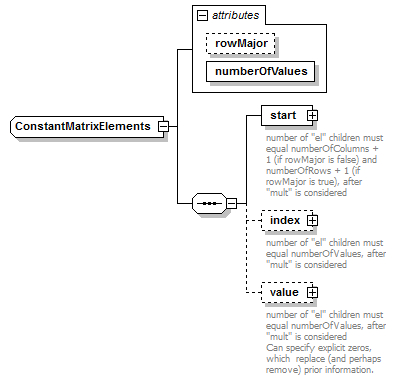 attributes
rowMajor
numberOfValues
ConstantMatrixElements
start
number of "el" children must
equal numberOfColumns +
1 (if rowMajor is false) and
numberOfRows + 1 (if
rowMajor is true), after
"mult" is considered
index
number of "el" children must
equal numberOfValues, after
"mult" is considered
value
number of "el" children must
equal numberOfValues, after
"mult" is considered
Can specify explicit zeros,
which replace (and perhaps
remove) prior information.